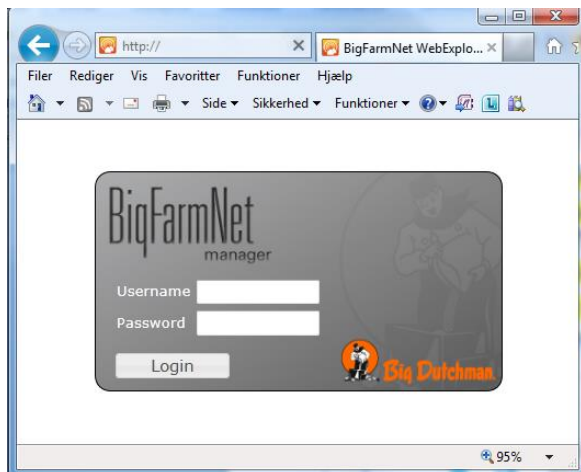 http://
BigFarmNet WebExplo...
Filer Rediger Vis Favoritter Funktioner Hjælp
Side Sikkerhed Funktioner
BigFarmNet
manager
Username
Password
Login
Big Dutchman
95%